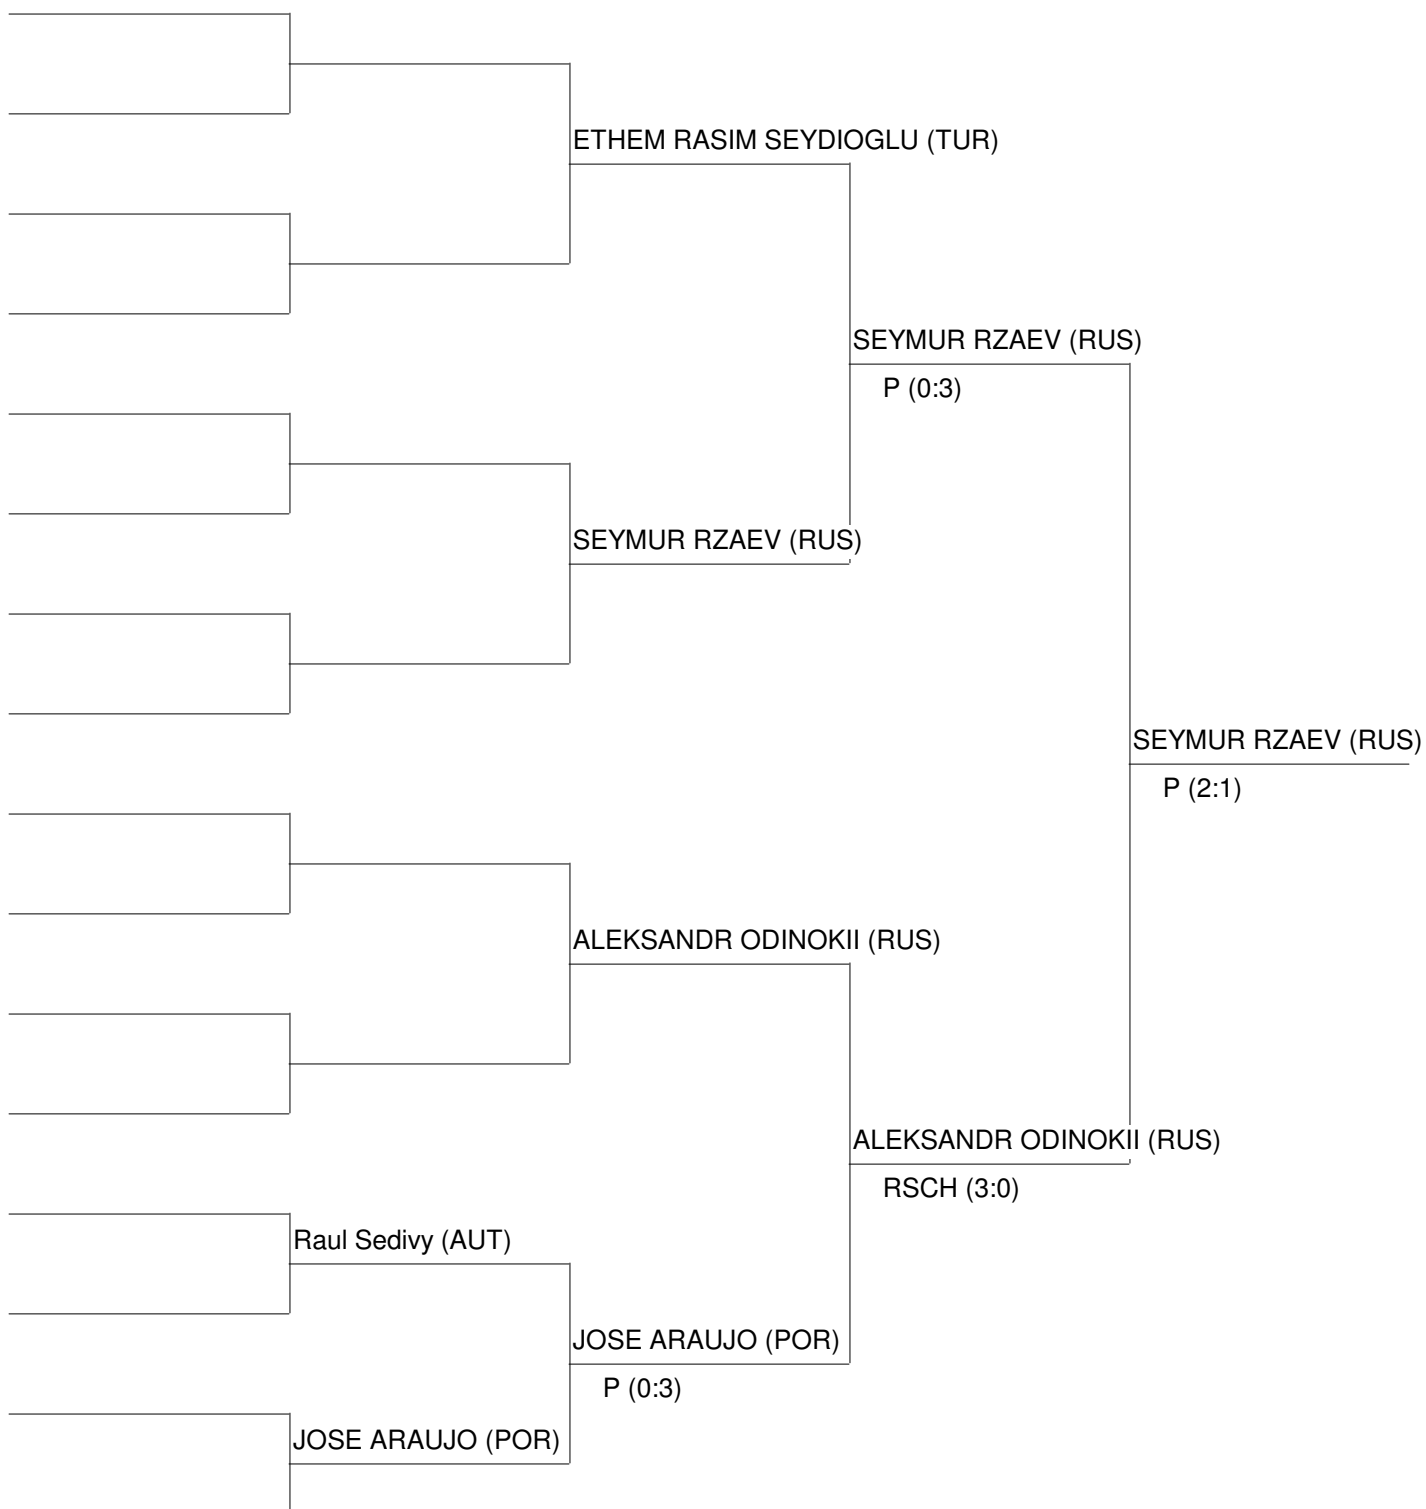 ETHEM RASIM SEYDIOGLU (TUR)
SEYMUR RZAEV (RUS)
P (0:3)
SEYMUR RZAEV (RUS)
SEYMUR RZAEV (RUS)
P (2:1)
ALEKSANDR ODINOKII (RUS)
ALEKSANDR ODINOKII (RUS)
RSCH (3:0)
Raul Sedivy (AUT)
JOSE ARAUJO (POR)
P (0:3)
JOSE ARAUJO (POR)